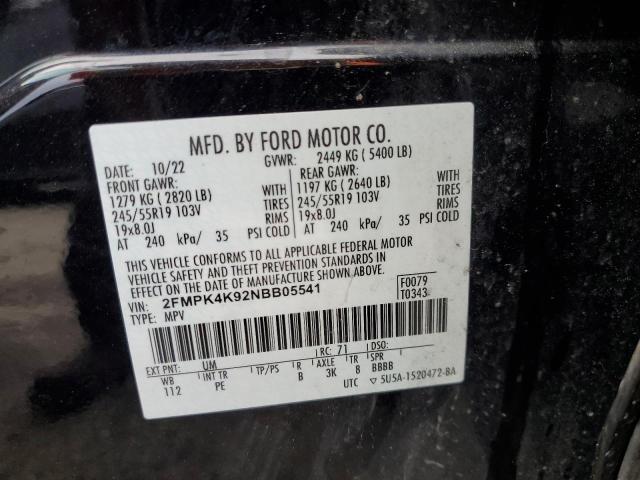 MFD. BY FORD MOTOR CO.
DATE: 10/22 GVWR: 2449 KG ( 5400 LB)
FRONT GAWR: REAR GAWR:
1279 KG ( 2820 LB) WITH 1197 KG ( 2640 LB) WITH
245/55R19 103V TIRES 245/55R19 103V TIRES
19x8.0J RIMS 19x8.0J RIMS
AT 240 kPa/ 35 PSI COLD AT 240 kPa/ 35 PSI COLD
THIS VEHICLE CONFORMS TO ALL APPLICABLE FEDERAL MOTOR
VEHICLE SAFETY AND THEFT PREVENTION STANDARDS IN
EFFECT ON THE DATE OF MANUFACTURE SHOWN ABOVE.
VIN: 2FMPK4K92NBB05541 F0079
TYPE: MPV T0343
EXT PNT: UM RC: 71 DSO:
WB INT TR TP/PS R AXLE TR SPR
112 PE B 3K 8 BBBB
UTC ▽ 5U5A-1520472-BA